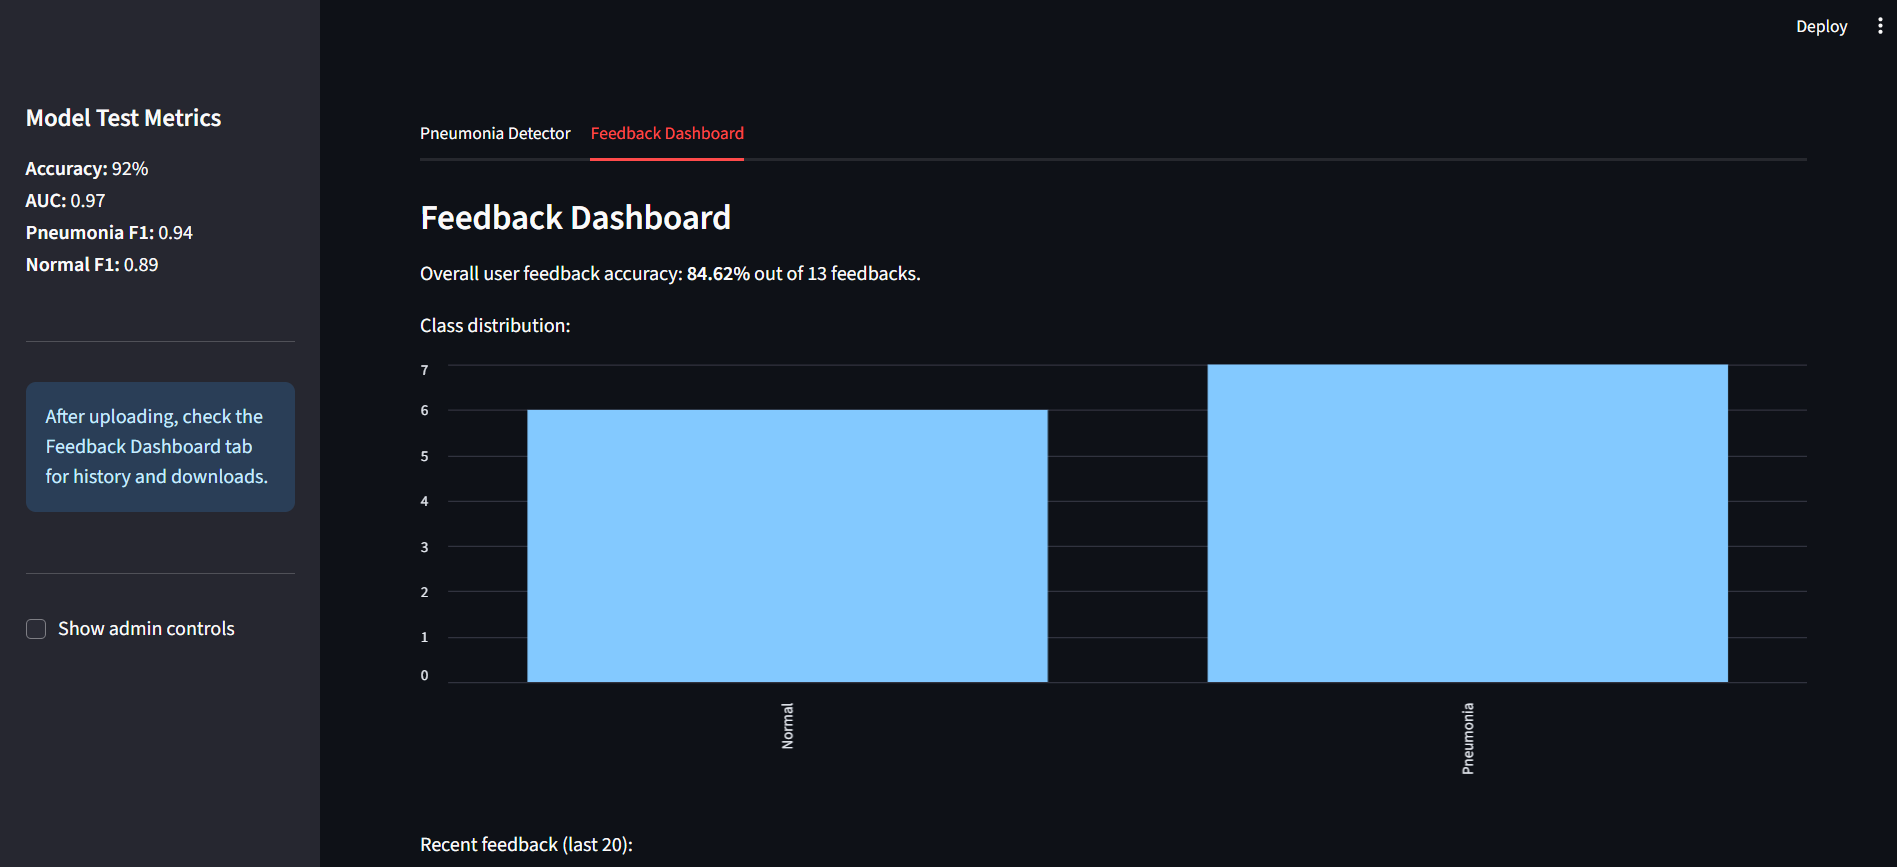 Deploy
Model Test Metrics
Accuracy: 92%
AUC: 0.97
Pneumonia F1: 0.94
Normal F1: 0.89
After uploading, check the
Feedback Dashboard tab
for history and downloads.
Show admin controls
Pneumonia Detector
Feedback Dashboard
Feedback Dashboard
Overall user feedback accuracy: 84.62% out of 13 feedbacks.
Class distribution:
7
6
5
4
3
2
1
0
Normal
Pneumonia
Recent feedback (last 20):